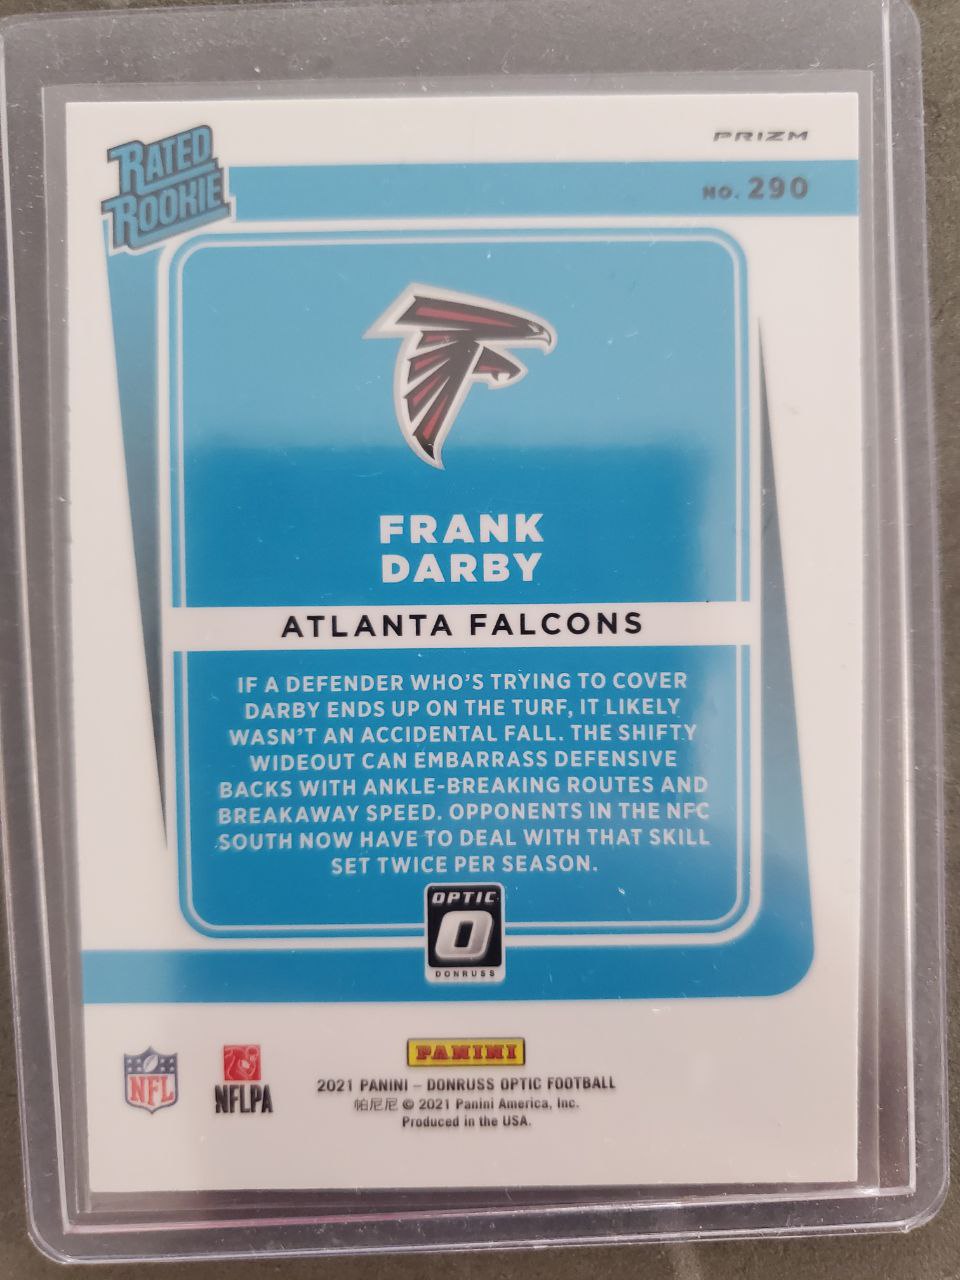 PRIZM
RATED
ROOKIE
NO. 290
FRANK
DARBY
ATLANTA FALCONS
IF A DEFENDER WHO'S TRYING TO COVER
DARBY ENDS UP ON THE TURF, IT LIKELY
WASN'T AN ACCIDENTAL FALL. THE SHIFTY
WIDEOUT CAN EMBARRASS DEFENSIVE
BACKS WITH ANKLE-BREAKING ROUTES AND
BREAKAWAY SPEED. OPPONENTS IN THE NFC
SOUTH NOW HAVE TO DEAL WITH THAT SKILL
SET TWICE PER SEASON.
OPTIC
O
DONRUSS
NFL
NFLPA
PANINI
2021 PANINI – DONRUSS OPTIC FOOTBALL
帕尼尼 © 2021 Panini America, Inc.
Produced in the USA.